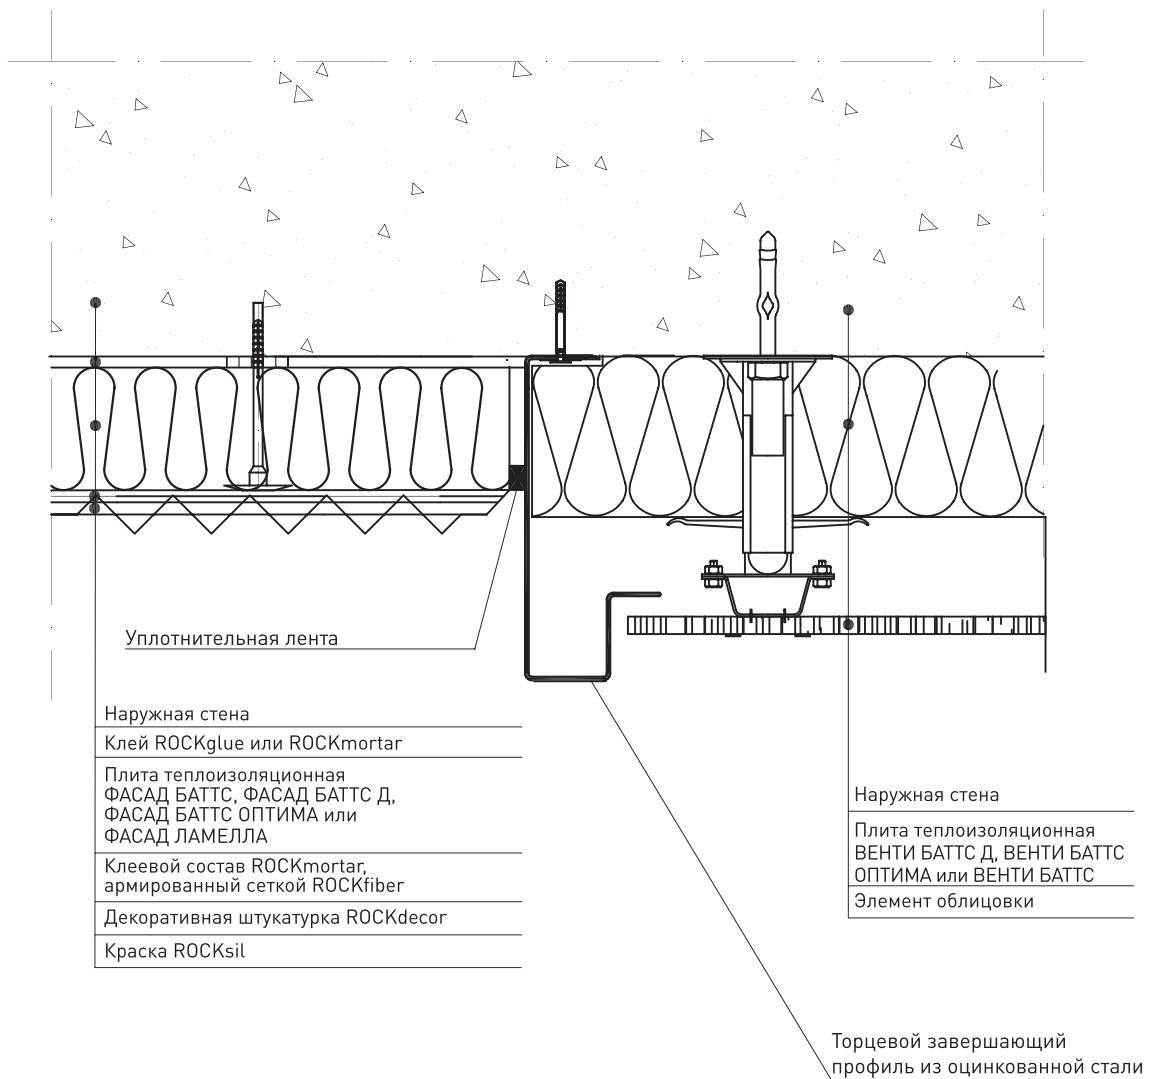 Уплотнительная лента
Наружная стена
Клей ROCKglue или ROCKmortar
Плита теплоизоляционная
ФАСАД БАТТС, ФАСАД БАТТС Д,
ФАСАД БАТТС ОПТИМА или
ФАСАД ЛАМЕЛЛА
Клеевой состав ROCKmortar,
армированный сеткой ROCKfiber
Декоративная штукатурка ROCKdecor
Краска ROCKsil
Наружная стена
Плита теплоизоляционная
ВЕНТИ БАТТС Д, ВЕНТИ БАТТС
ОПТИМА или ВЕНТИ БАТТС
Элемент облицовки
Торцевой завершающий
профиль из оцинкованной стали